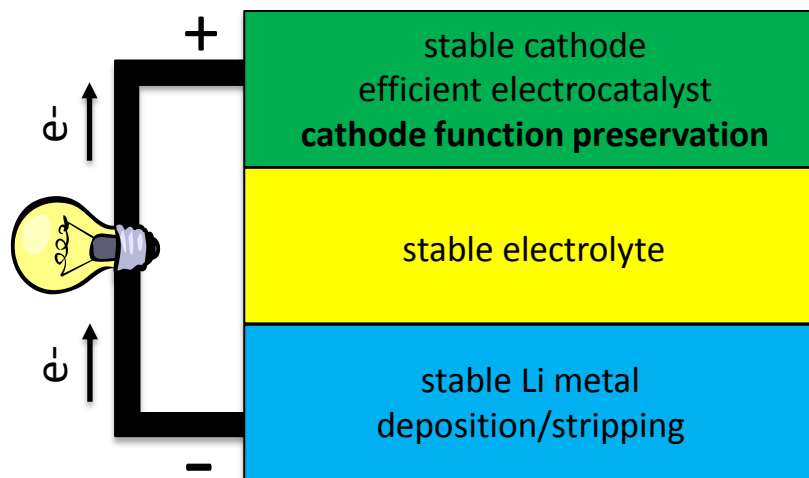 +
stable cathode
efficient electrocatalyst
cathode function preservation
e-
stable electrolyte
e-
stable Li metal
deposition/stripping
-